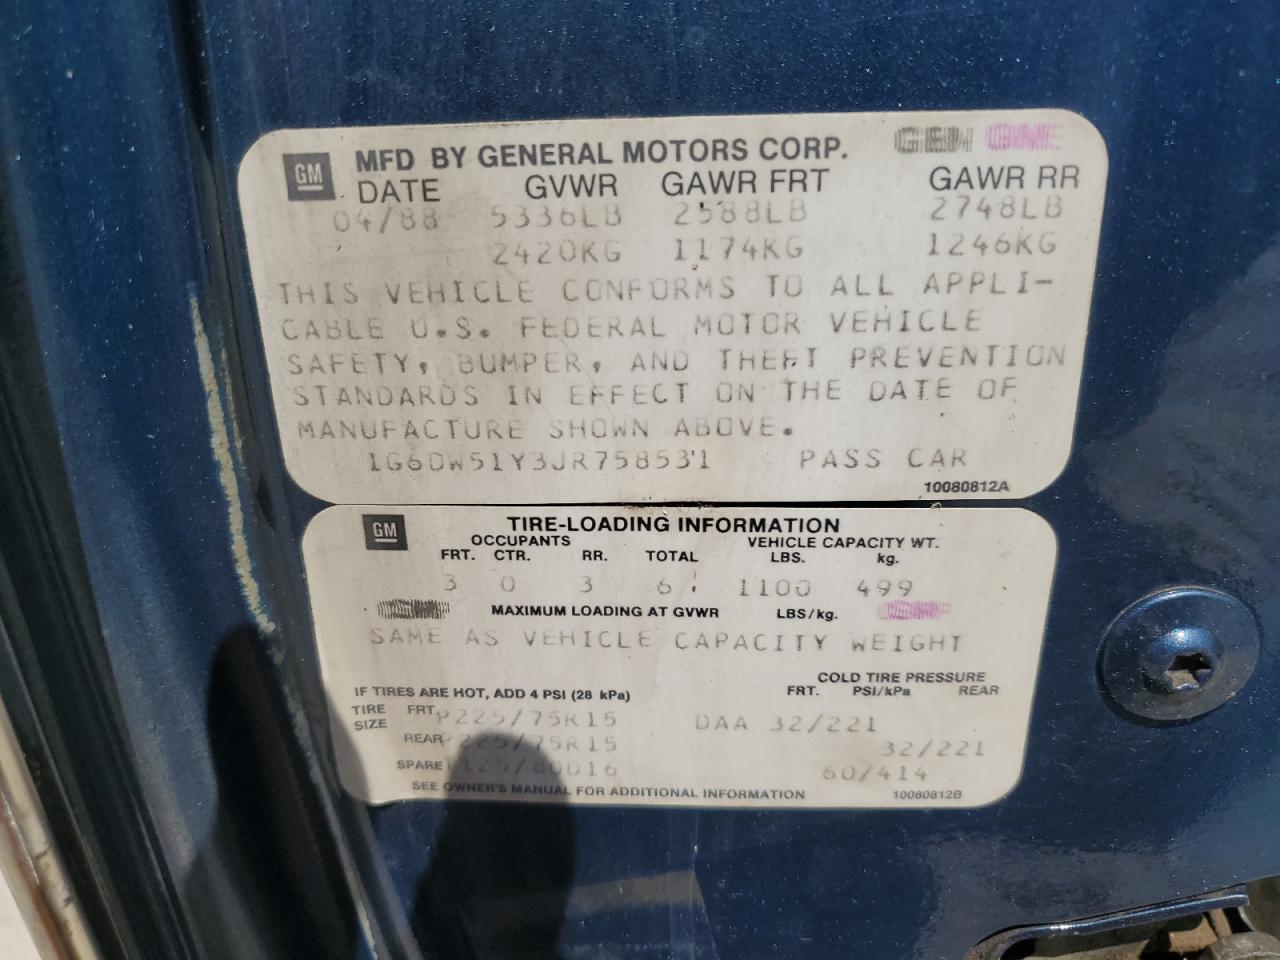 GM MFD BY GENERAL MOTORS CORP. GEN GME
DATE GVWR GAWR FRT GAWR RR
04/88 5336LB 2588LB 2748LB
2420KG 1174KG 1246KG
THIS VEHICLE CONFORMS TO ALL APPLI-
CABLE U.S. FEDERAL MOTOR VEHICLE
SAFETY, BUMPER, AND THEFT PREVENTION
STANDARDS IN EFFECT ON THE DATE OF
MANUFACTURE SHOWN ABOVE.
1G6DW51Y3JR758531 PASS CAR
10080812A
GM TIRE-LOADING INFORMATION
OCCUPANTS VEHICLE CAPACITY WT.
FRT. CTR. RR. TOTAL LBS. kg.
3 0 3 6 1100 499
MAXIMUM LOADING AT GVWR LBS/kg.
SAME AS VEHICLE CAPACITY WEIGHT
COLD TIRE PRESSURE
IF TIRES ARE HOT, ADD 4 PSI (28 kPa) FRT. PSI/kPa REAR
TIRE SIZE FRT. P225/75R15 DAA 32/221
REAR P225/75R15 32/221
SPARE T125/80D16 60/414
SEE OWNER'S MANUAL FOR ADDITIONAL INFORMATION 10080812B